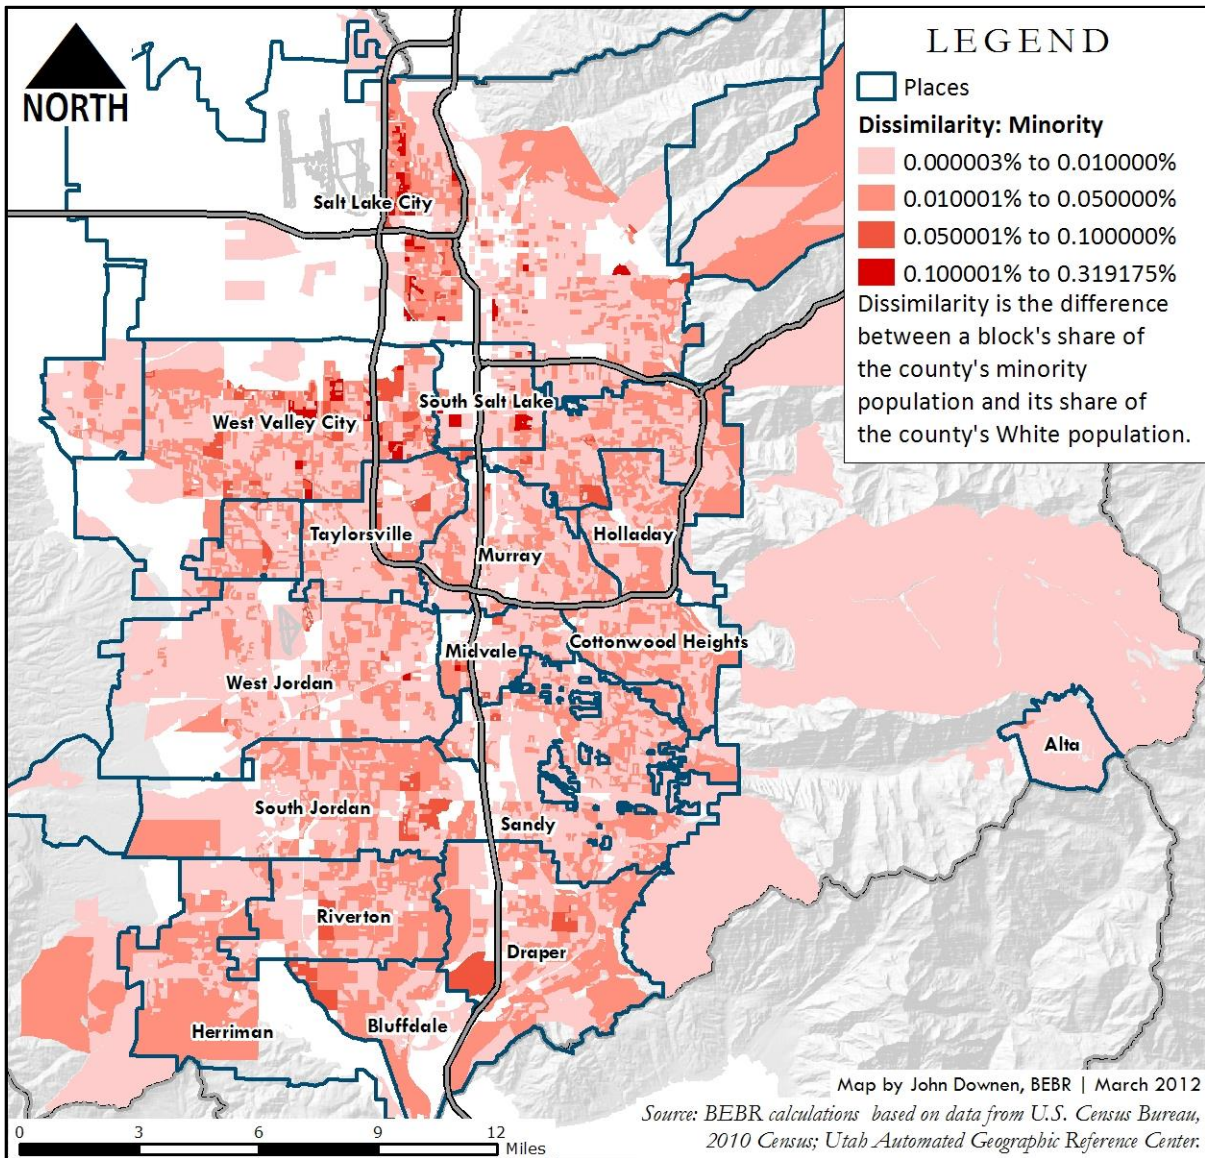 NORTH
LEGEND
Places
Dissimilarity: Minority
0.000003% to 0.010000%
0.010001% to 0.050000%
0.050001% to 0.100000%
0.100001% to 0.319175%
Dissimilarity is the difference
between a block's share of
the county's minority
population and its share of
the county's White population.
Salt Lake City
South Salt Lake
West Valley City
Taylorsville
Murray
Holladay
Midvale
Cottonwood Heights
West Jordan
Alta
South Jordan
Sandy
Riverton
Draper
Herriman
Bluffdale
Map by John Downen, BEBR | March 2012
Source: BEBR calculations based on data from U.S. Census Bureau,
2010 Census; Utah Automated Geographic Reference Center.
0 3 6 9 12
Miles